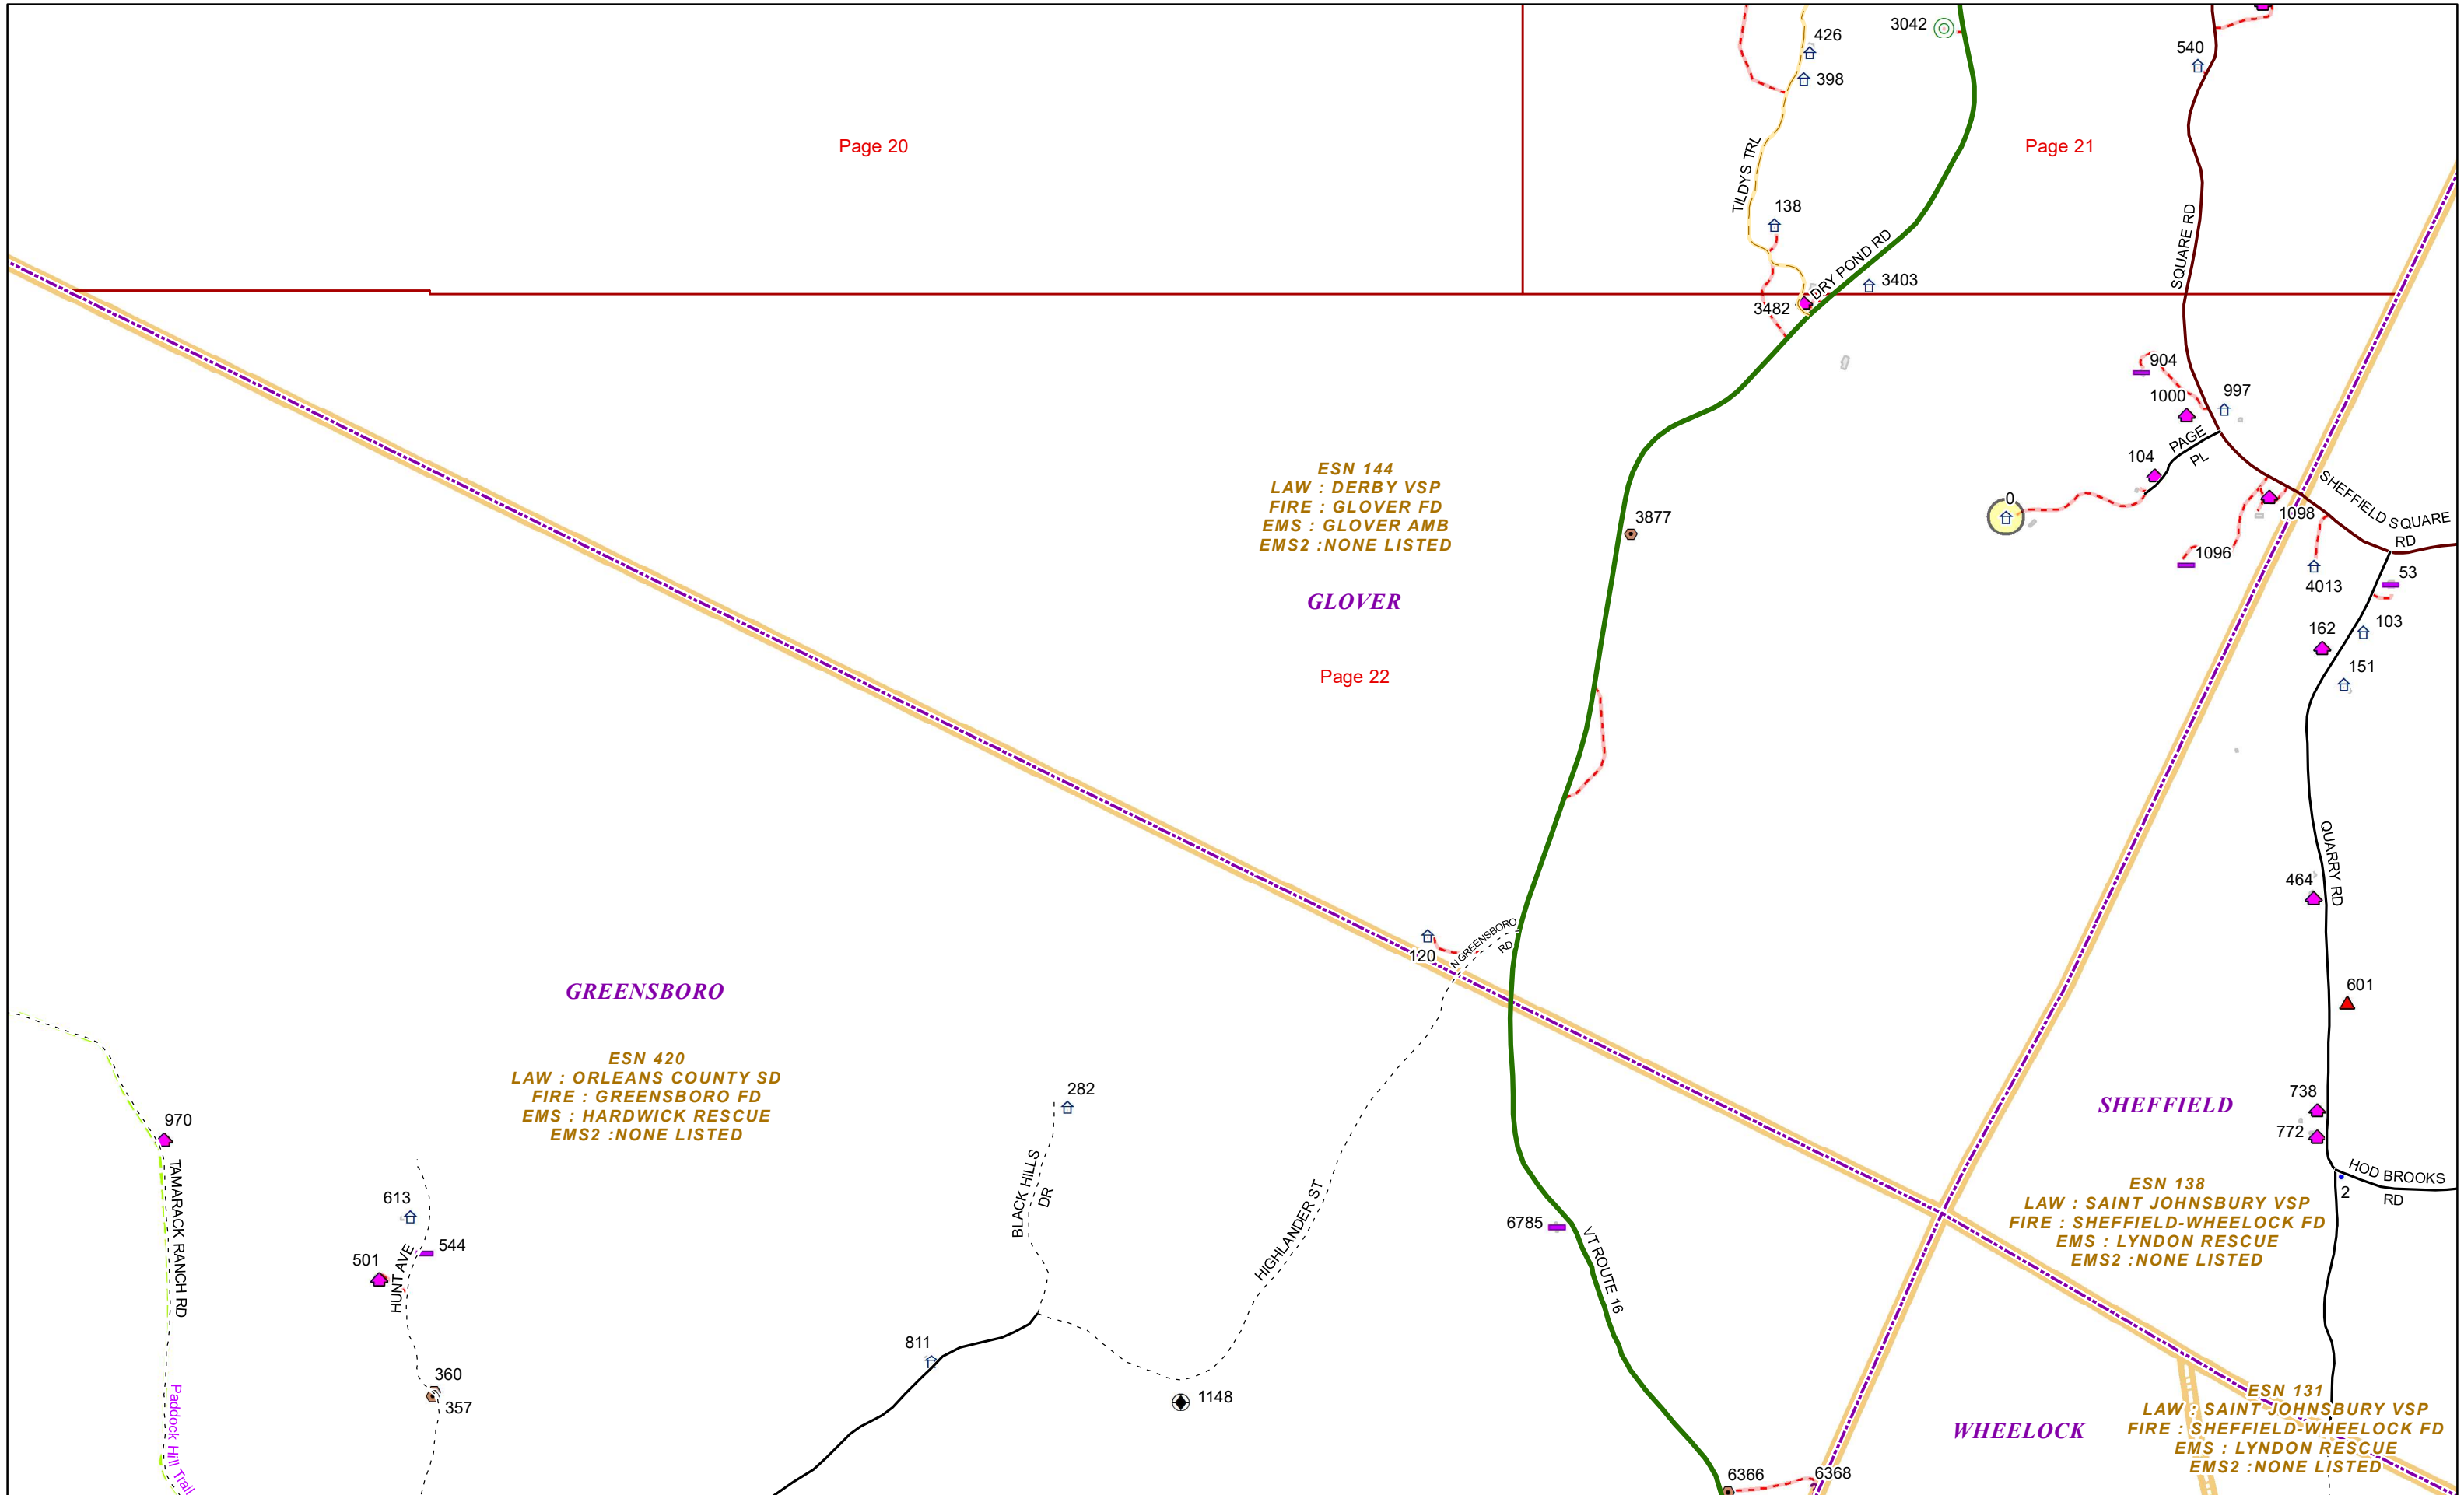 3042
426
540
398
Page 20
Page 21
TILDYS TRL
138
SQUARE RD
DRY POND RD
3403
3482
904
1000
997
PAGE
PL
104
ESN 144
LAW : DERBY VSP
FIRE : GLOVER FD
EMS : GLOVER AMB
EMS2 :NONE LISTED
SHEFFIELD SQUARE
RD
0
1098
3877
1096
53
4013
GLOVER
103
162
151
Page 22
QUARRY RD
464
N GREENSBORO
RD
120
601
GREENSBORO
ESN 420
LAW : ORLEANS COUNTY SD
FIRE : GREENSBORO FD
EMS : HARDWICK RESCUE
EMS2 :NONE LISTED
282
738
SHEFFIELD
970
772
TAMARACK RANCH RD
BLACK HILLS
DR
HOD BROOKS
RD
2
ESN 138
LAW : SAINT JOHNSBURY VSP
FIRE : SHEFFIELD-WHEELOCK FD
EMS : LYNDON RESCUE
EMS2 :NONE LISTED
613
HIGHLANDER ST
6785
VT ROUTE 16
544
501
HUNT AVE
811
360
357
1148
Paddock Hill Trail
ESN 131
LAW : SAINT JOHNSBURY VSP
FIRE : SHEFFIELD-WHEELOCK FD
EMS : LYNDON RESCUE
EMS2 :NONE LISTED
WHEELOCK
6366
6368